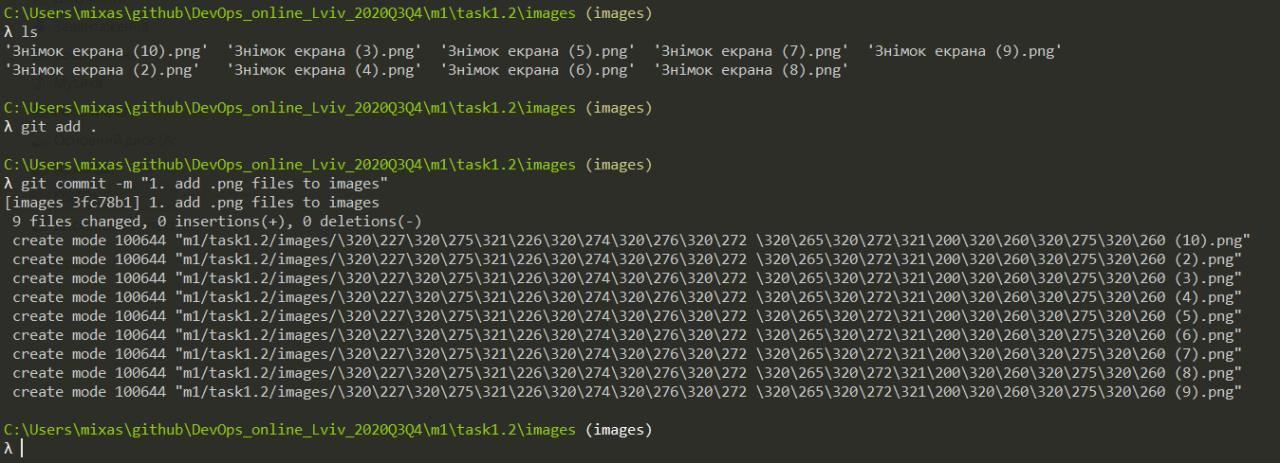 C:\Users\mixas\github\DevOps_online_Lviv_2020Q3Q4\m1\task1.2\images (images)
λ ls
'Знімок екрана (10).png'  'Знімок екрана (3).png'  'Знімок екрана (5).png'  'Знімок екрана (7).png'  'Знімок екрана (9).png'
'Знімок екрана (2).png'   'Знімок екрана (4).png'  'Знімок екрана (6).png'  'Знімок екрана (8).png'
C:\Users\mixas\github\DevOps_online_Lviv_2020Q3Q4\m1\task1.2\images (images)
λ git add .
C:\Users\mixas\github\DevOps_online_Lviv_2020Q3Q4\m1\task1.2\images (images)
λ git commit -m "1. add .png files to images"
[images 3fc78b1] 1. add .png files to images
 9 files changed, 0 insertions(+), 0 deletions(-)
 create mode 100644 "m1/task1.2/images/\320\227\320\275\321\226\320\274\320\276\320\272 \320\265\320\272\321\200\320\260\320\275\320\260 (10).png"
 create mode 100644 "m1/task1.2/images/\320\227\320\275\321\226\320\274\320\276\320\272 \320\265\320\272\321\200\320\260\320\275\320\260 (2).png"
 create mode 100644 "m1/task1.2/images/\320\227\320\275\321\226\320\274\320\276\320\272 \320\265\320\272\321\200\320\260\320\275\320\260 (3).png"
 create mode 100644 "m1/task1.2/images/\320\227\320\275\321\226\320\274\320\276\320\272 \320\265\320\272\321\200\320\260\320\275\320\260 (4).png"
 create mode 100644 "m1/task1.2/images/\320\227\320\275\321\226\320\274\320\276\320\272 \320\265\320\272\321\200\320\260\320\275\320\260 (5).png"
 create mode 100644 "m1/task1.2/images/\320\227\320\275\321\226\320\274\320\276\320\272 \320\265\320\272\321\200\320\260\320\275\320\260 (6).png"
 create mode 100644 "m1/task1.2/images/\320\227\320\275\321\226\320\274\320\276\320\272 \320\265\320\272\321\200\320\260\320\275\320\260 (7).png"
 create mode 100644 "m1/task1.2/images/\320\227\320\275\321\226\320\274\320\276\320\272 \320\265\320\272\321\200\320\260\320\275\320\260 (8).png"
 create mode 100644 "m1/task1.2/images/\320\227\320\275\321\226\320\274\320\276\320\272 \320\265\320\272\321\200\320\260\320\275\320\260 (9).png"
C:\Users\mixas\github\DevOps_online_Lviv_2020Q3Q4\m1\task1.2\images (images)
λ